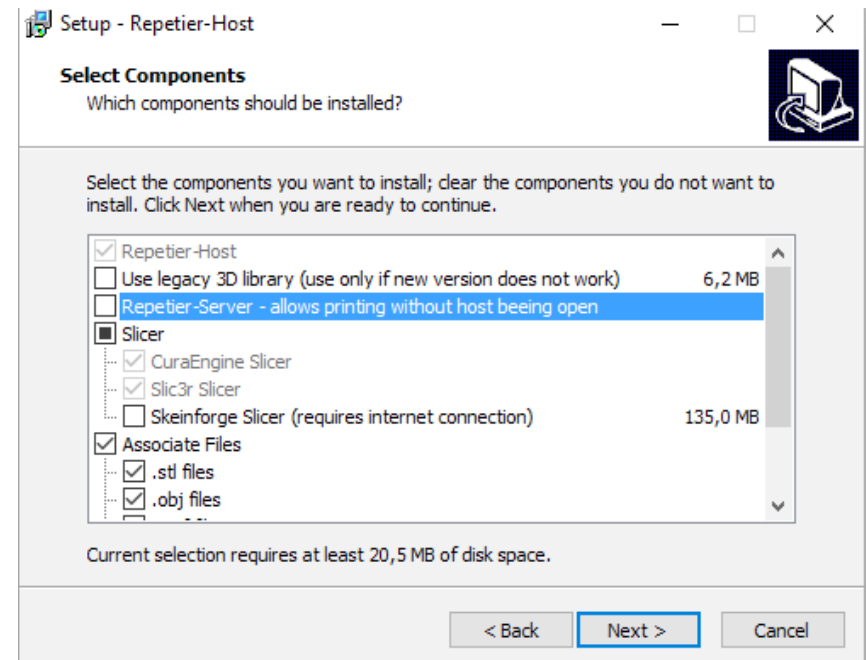 Setup - Repetier-Host
Select Components
Which components should be installed?
Select the components you want to install; clear the components you do not want to
install. Click Next when you are ready to continue.
Repetier-Host
Use legacy 3D library (use only if new version does not work) 6,2 MB
Repetier-Server - allows printing without host beeing open
Slicer
CuraEngine Slicer
Slic3r Slicer
Skeinforge Slicer (requires internet connection) 135,0 MB
Associate Files
.stl files
.obj files
Current selection requires at least 20,5 MB of disk space.
< Back Next > Cancel